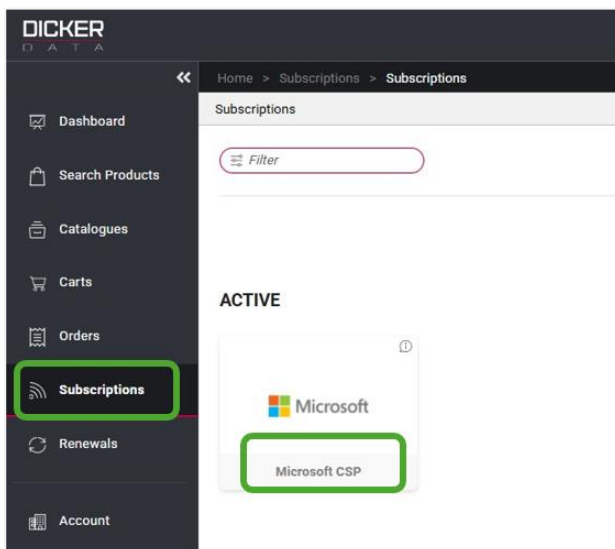 DICKER
DATA
Home > Subscriptions > Subscriptions
Subscriptions
Filter
Dashboard
Search Products
Catalogues
Carts
Orders
Subscriptions
Renewals
Account
ACTIVE
Microsoft
Microsoft CSP